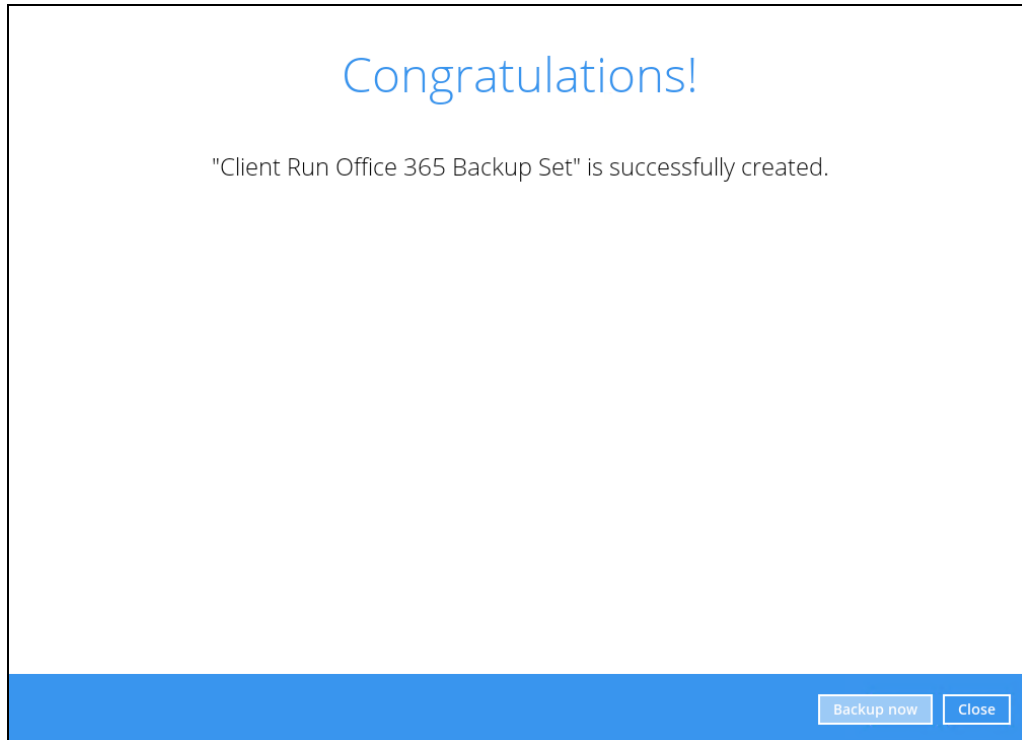 Congratulations!
"Client Run Office 365 Backup Set" is successfully created.
Backup now
Close